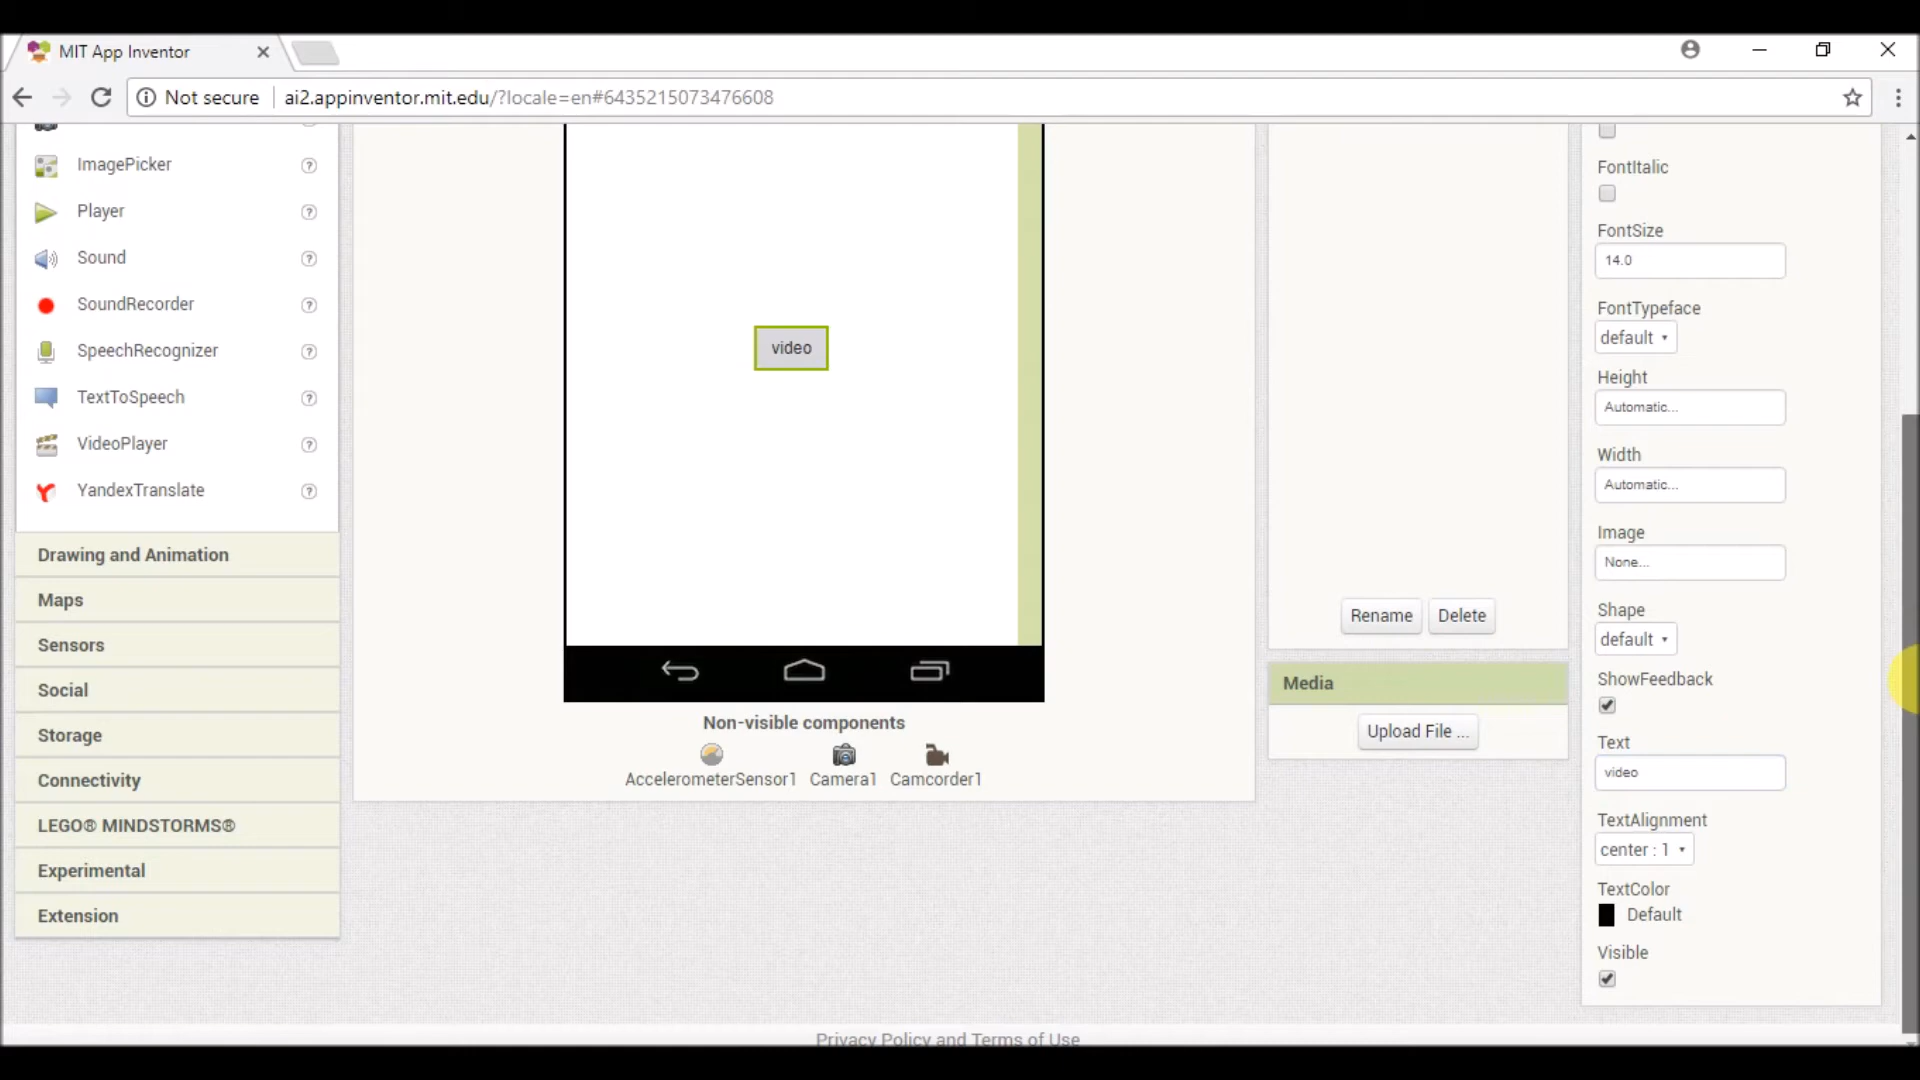 MIT App Inventor
Not secure
ai2.appinventor.mit.edu/?locale=en#6435215073476608
ImagePicker
Player
Sound
SoundRecorder
SpeechRecognizer
TextToSpeech
VideoPlayer
YandexTranslate
Drawing and Animation
Maps
Sensors
Social
Storage
Connectivity
LEGO® MINDSTORMS®
Experimental
Extension
video
Non-visible components
AccelerometerSensor1 Camera1 Camcorder1
Rename Delete
Media
Upload File ...
FontItalic
FontSize
14.0
FontTypeface
default
Height
Automatic...
Width
Automatic...
Image
None...
Shape
default
ShowFeedback
Text
video
TextAlignment
center : 1
TextColor
Default
Visible
Privacy Policy and Terms of Use